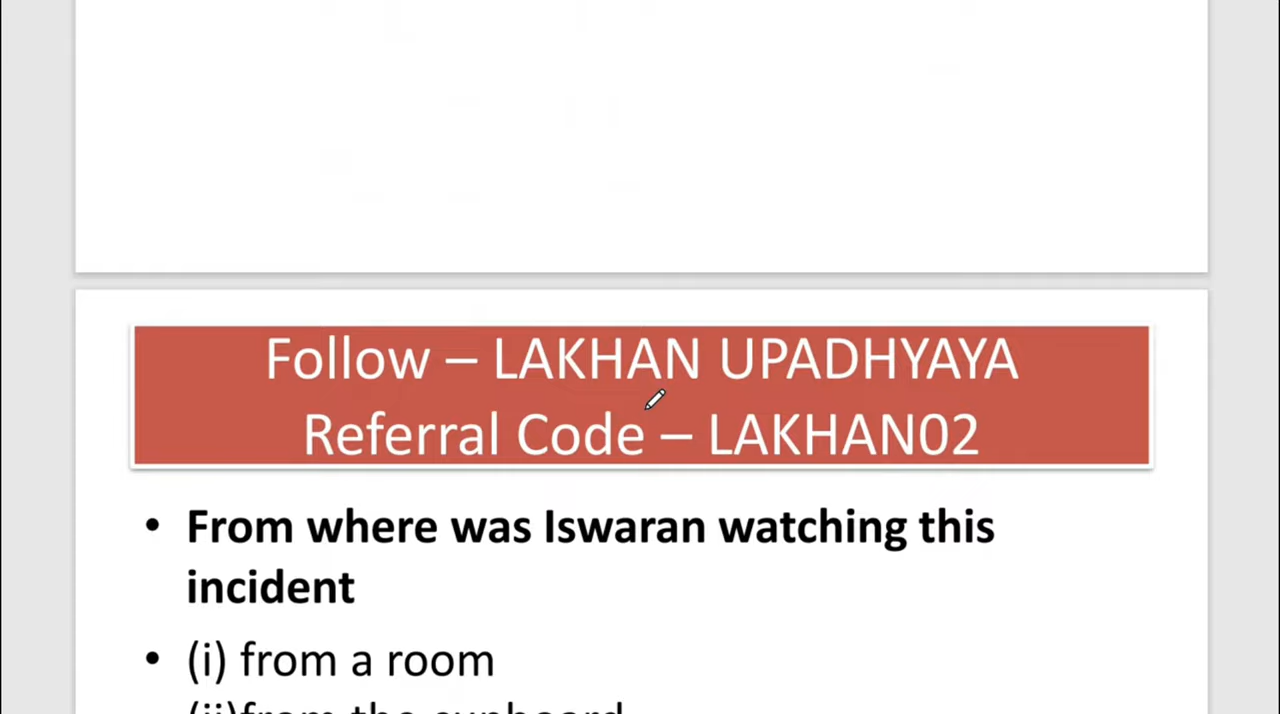 Follow – LAKHAN UPADHYAYA
Referral Code – LAKHAN02
• From where was Iswaran watching this
incident
• (i) from a room
(ii)from the cupboard